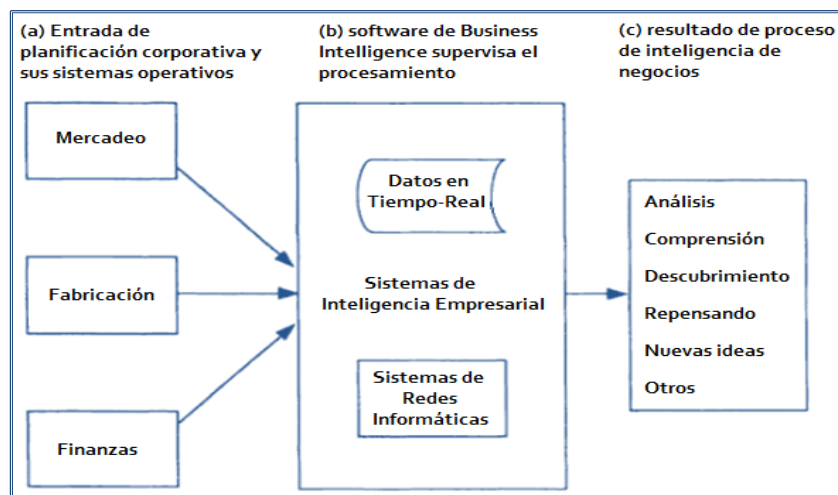 (a) Entrada de
planificación corporativa y
sus sistemas operativos
(b) software de Business
Intelligence supervisa el
procesamiento
(c) resultado de proceso
de inteligencia de
negocios
Mercadeo
Fabricación
Finanzas
Datos en
Tiempo-Real
Sistemas de
Inteligencia Empresarial
Sistemas de
Redes
Informáticas
Análisis
Comprensión
Descubrimiento
Repensando
Nuevas ideas
Otros